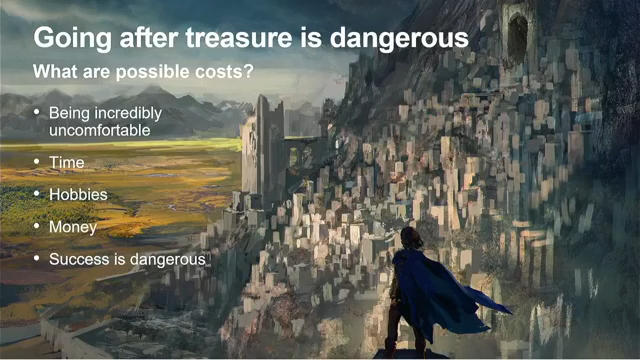 Going after treasure is dangerous
What are possible costs?
• Being incredibly
uncomfortable
• Time
• Hobbies
• Money
• Success is dangerous